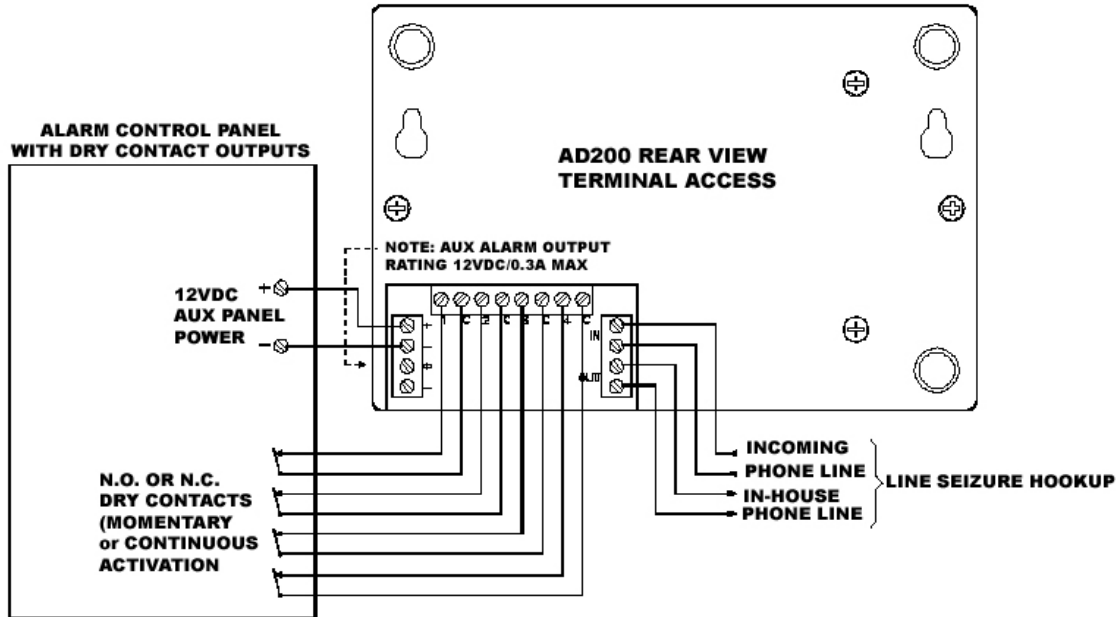 ALARM CONTROL PANEL
WITH DRY CONTACT OUTPUTS
AD200 REAR VIEW
TERMINAL ACCESS
NOTE: AUX ALARM OUTPUT
RATING 12VDC/0.3A MAX
12VDC
AUX PANEL
POWER
+
-
+
-
-
1 C 2 C 3 C 4 C
IN
OUT
N.O. OR N.C.
DRY CONTACTS
(MOMENTARY
or CONTINUOUS
ACTIVATION
INCOMING
PHONE LINE
IN-HOUSE
PHONE LINE
LINE SEIZURE HOOKUP